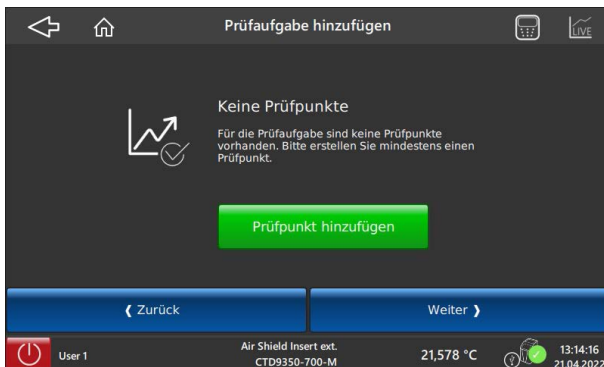 Prüfaufgabe hinzufügen
LIVE
Keine Prüfpunkte
Für die Prüfaufgabe sind keine Prüfpunkte
vorhanden. Bitte erstellen Sie mindestens einen
Prüfpunkt.
Prüfpunkt hinzufügen
❬ Zurück
Weiter ❭
User 1
Air Shield Insert ext.
CTD9350-700-M
21,578 °C
13:14:16
21.04.2022